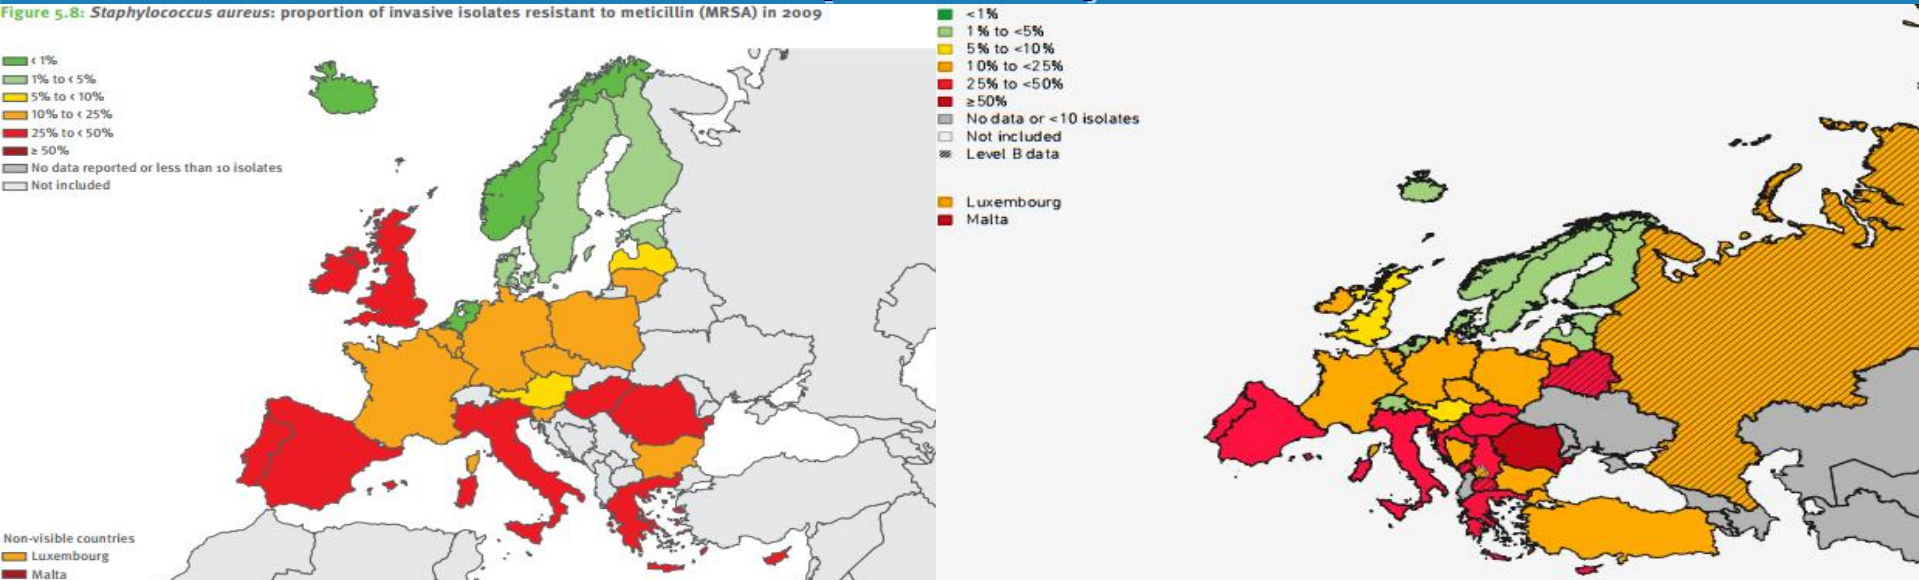 Figure 5.8: Staphylococcus aureus: proportion of invasive isolates resistant to meticillin (MRSA) in 2009
< 1%
1% to < 5%
5% to < 10%
10% to < 25%
25% to < 50%
≥ 50%
No data reported or less than 10 isolates
Not included
Non-visible countries
Luxembourg
Malta
<1%
1% to <5%
5% to <10%
10% to <25%
25% to <50%
≥50%
No data or <10 isolates
Not included
Level B data
Luxembourg
Malta